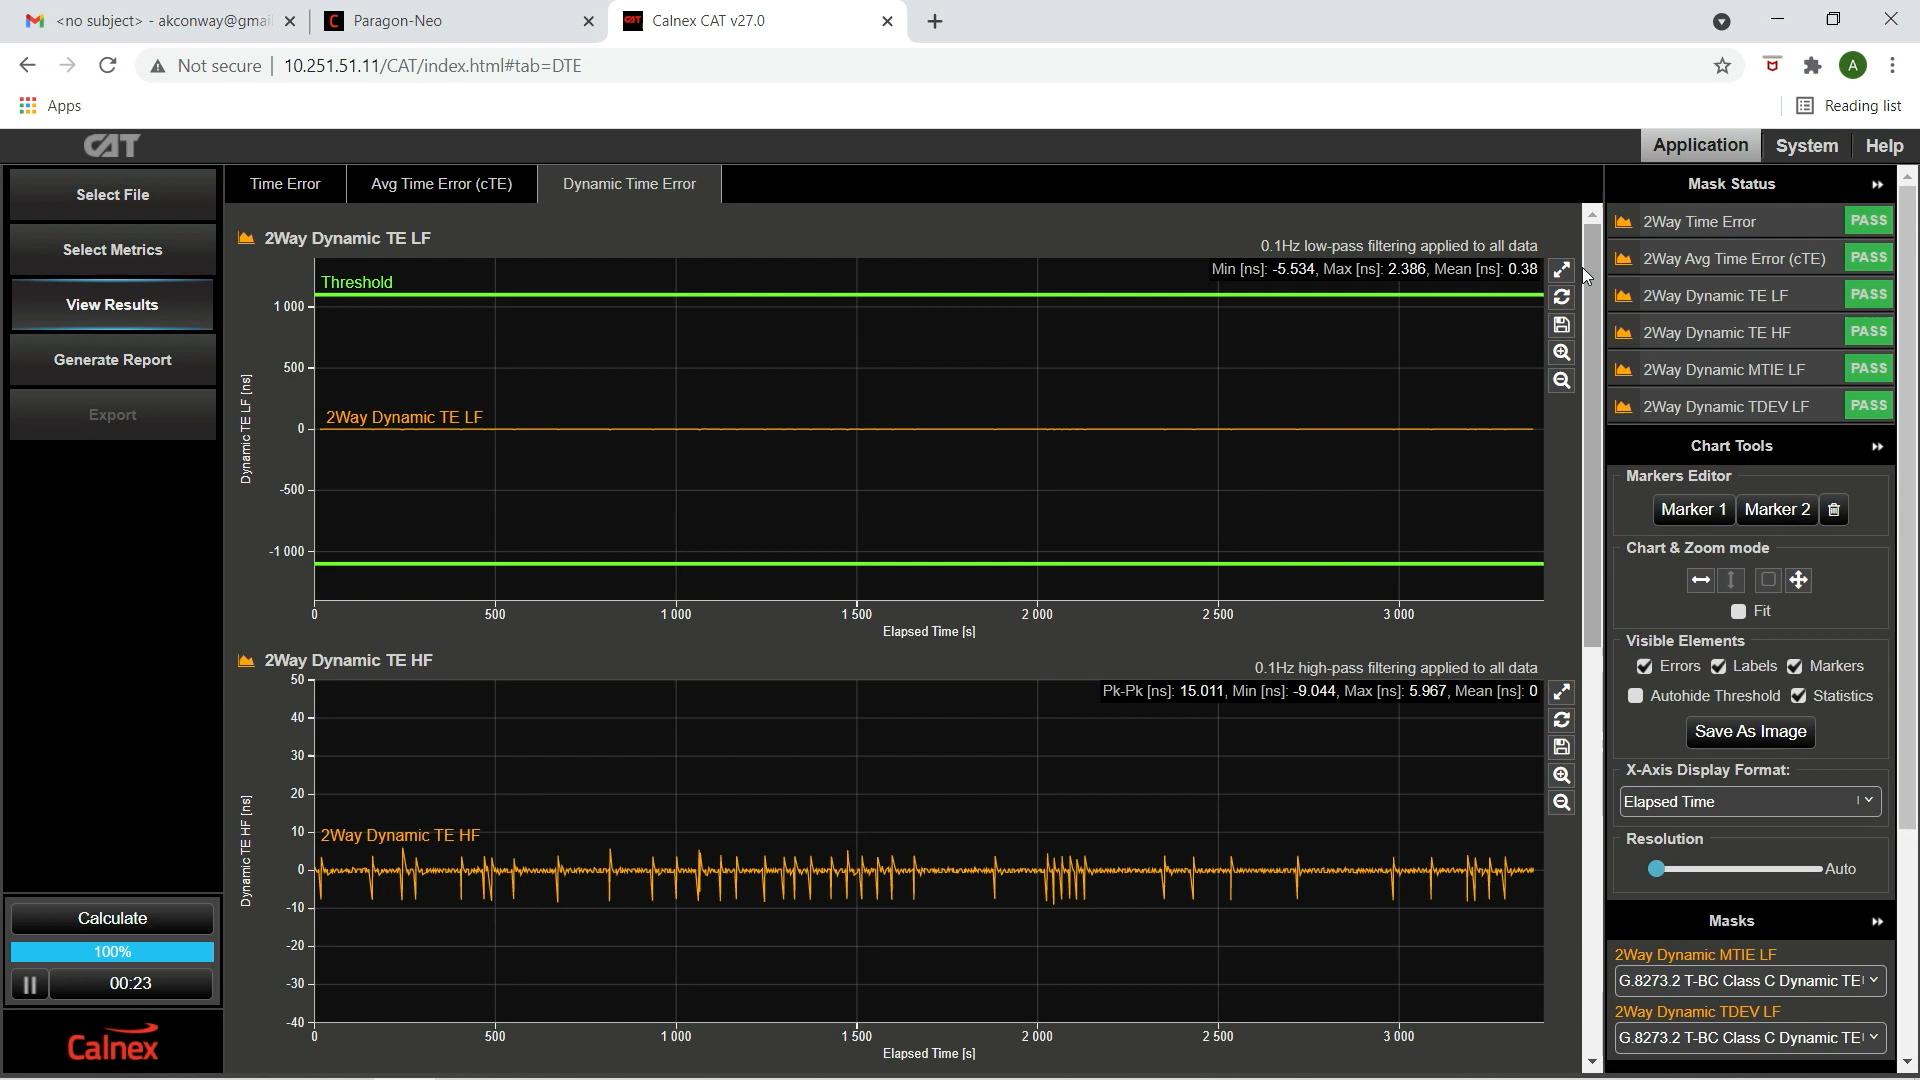 <no subject> - akconway@gmai
Paragon-Neo
CAT
Calnex CAT v27.0
Not secure
10.251.51.11/CAT/index.html#tab=DTE
A
Apps
Reading list
CAT
Application
System
Help
Select File
Select Metrics
View Results
Generate Report
Export
Calculate
100%
00:23
Calnex
Time Error
Avg Time Error (cTE)
Dynamic Time Error
2Way Dynamic TE LF
0.1Hz low-pass filtering applied to all data
Min [ns]: -5.534, Max [ns]: 2.386, Mean [ns]: 0.38
Threshold
1 000
500
0
-500
-1 000
Dynamic TE LF [ns]
2Way Dynamic TE LF
0
500
1 000
1 500
2 000
2 500
3 000
Elapsed Time [s]
2Way Dynamic TE HF
0.1Hz high-pass filtering applied to all data
Pk-Pk [ns]: 15.011, Min [ns]: -9.044, Max [ns]: 5.967, Mean [ns]: 0
50
40
30
20
10
0
-10
-20
-30
-40
Dynamic TE HF [ns]
2Way Dynamic TE HF
0
500
1 000
1 500
2 000
2 500
3 000
Elapsed Time [s]
Mask Status
2Way Time Error PASS
2Way Avg Time Error (cTE) PASS
2Way Dynamic TE LF PASS
2Way Dynamic TE HF PASS
2Way Dynamic MTIE LF PASS
2Way Dynamic TDEV LF PASS
Chart Tools
Markers Editor
Marker 1
Marker 2
Chart & Zoom mode
Fit
Visible Elements
Errors
Labels
Markers
Autohide Threshold
Statistics
Save As Image
X-Axis Display Format:
Elapsed Time
Resolution
Auto
Masks
2Way Dynamic MTIE LF
G.8273.2 T-BC Class C Dynamic TE
2Way Dynamic TDEV LF
G.8273.2 T-BC Class C Dynamic TE